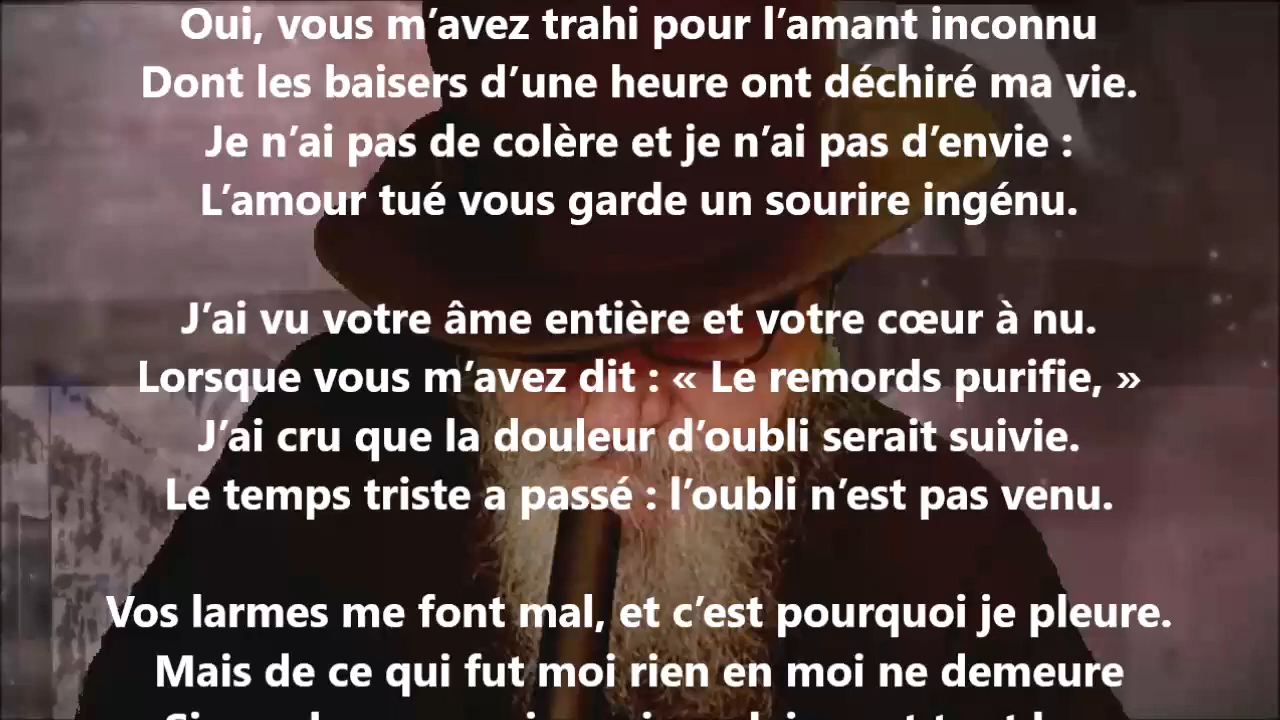 Oui, vous m’avez trahi pour l’amant inconnu
Dont les baisers d’une heure ont déchiré ma vie.
Je n’ai pas de colère et je n’ai pas d’envie :
L’amour tué vous garde un sourire ingénu.
J’ai vu votre âme entière et votre cœur à nu.
Lorsque vous m’avez dit : « Le remords purifie, »
J’ai cru que la douleur d’oubli serait suivie.
Le temps triste a passé : l’oubli n’est pas venu.
Vos larmes me font mal, et c’est pourquoi je pleure.
Mais de ce qui fut moi rien en moi ne demeure